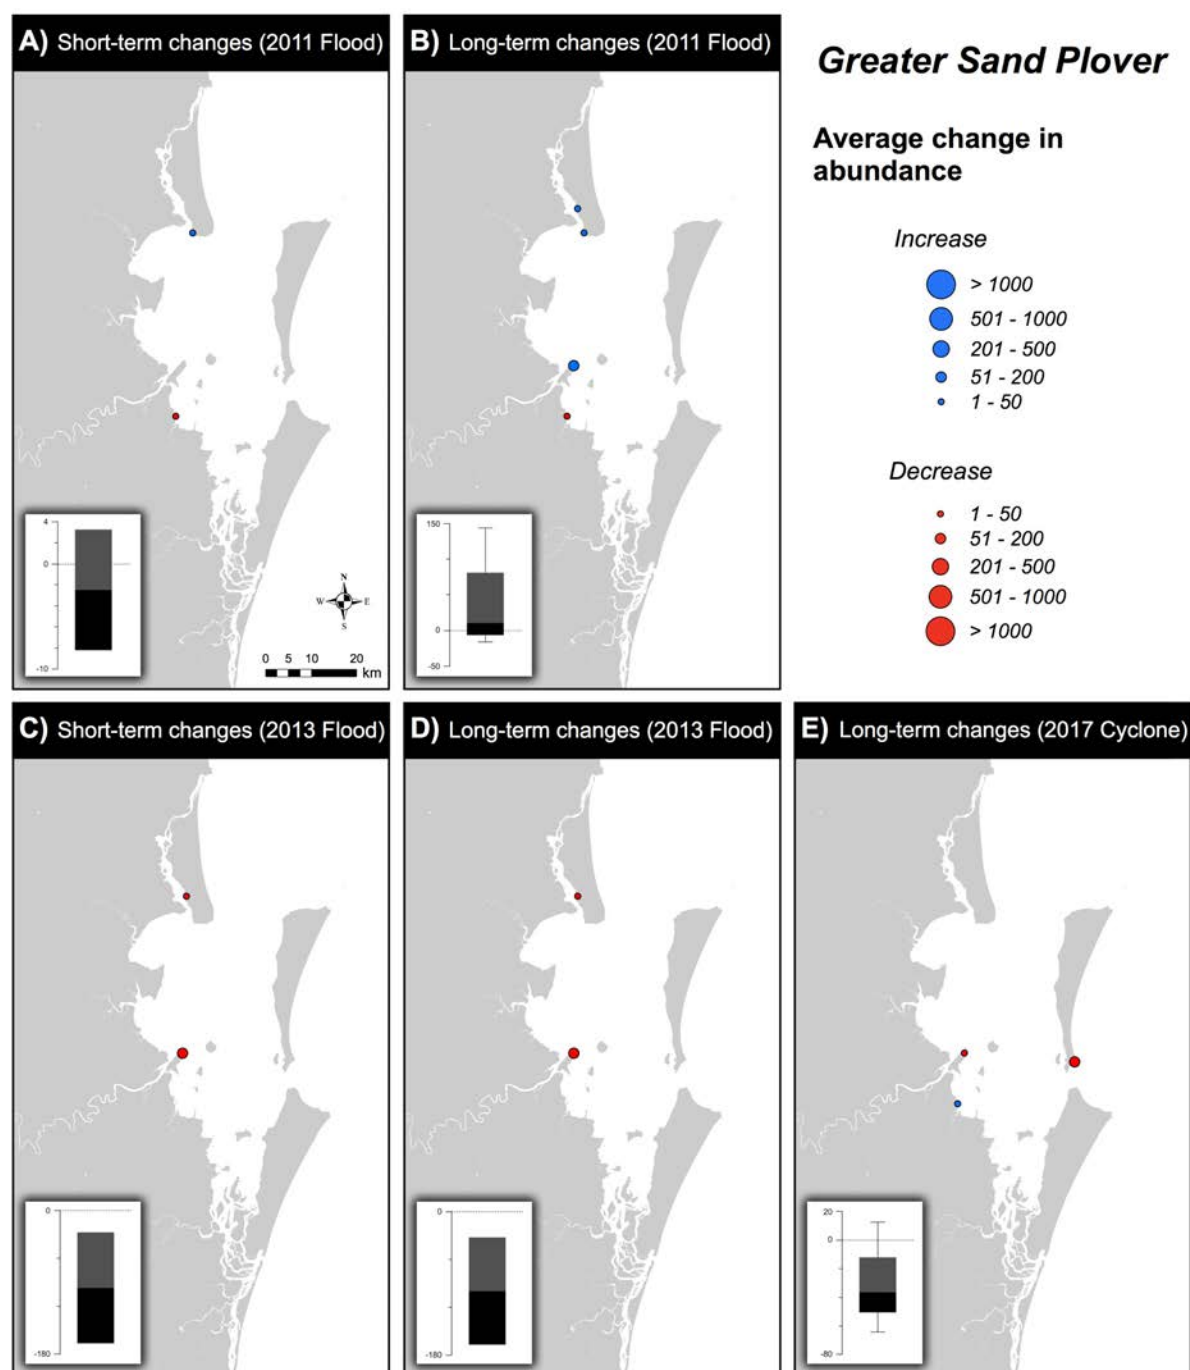 A) Short-term changes (2011 Flood)
B) Long-term changes (2011 Flood)
Greater Sand Plover
Average change in
abundance
Increase
> 1000
501 - 1000
201 - 500
51 - 200
1 - 50
Decrease
1 - 50
51 - 200
201 - 500
501 - 1000
> 1000
4
0
-10
N
W E
S
0 5 10 20
km
150
0
-50
C) Short-term changes (2013 Flood)
D) Long-term changes (2013 Flood)
E) Long-term changes (2017 Cyclone)
0
-180
0
-180
20
0
-80